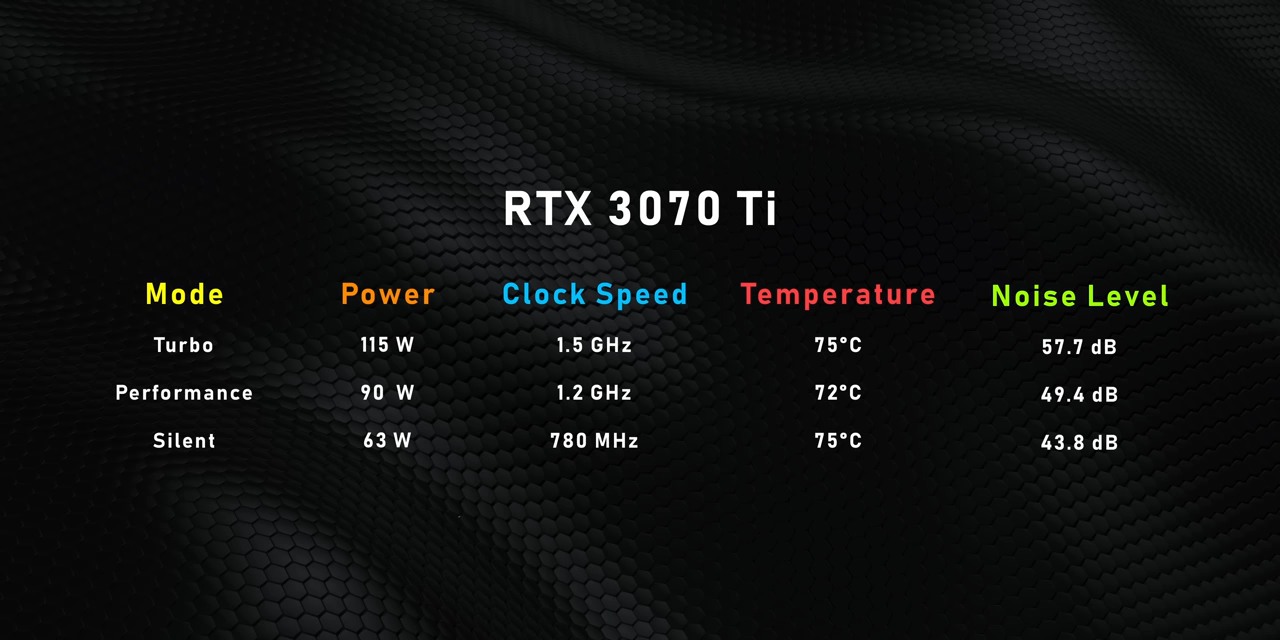 RTX 3070 Ti
Mode Power Clock Speed Temperature Noise Level
Turbo 115 W 1.5 GHz 75°C 57.7 dB
Performance 90 W 1.2 GHz 72°C 49.4 dB
Silent 63 W 780 MHz 75°C 43.8 dB